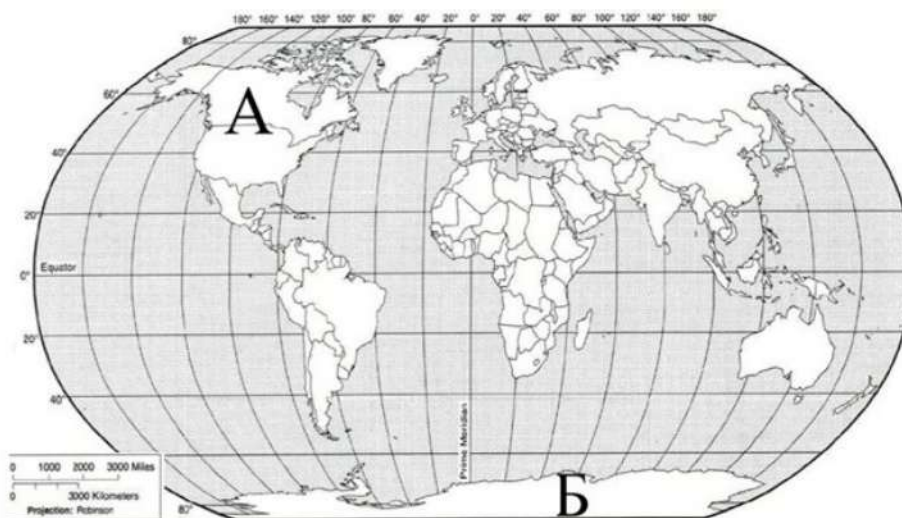 180° 160° 140° 120° 100° 80° 60° 40° 20° 0° 20° 40° 60° 80° 100° 120° 140° 160° 180°
80°
60°
А
40°
20°
Equator
0°
20°
40°
Prime Meridian
0 1000 2000 3000 Miles
0 3000 Kilometers
Projection: Robinson
80°
Б